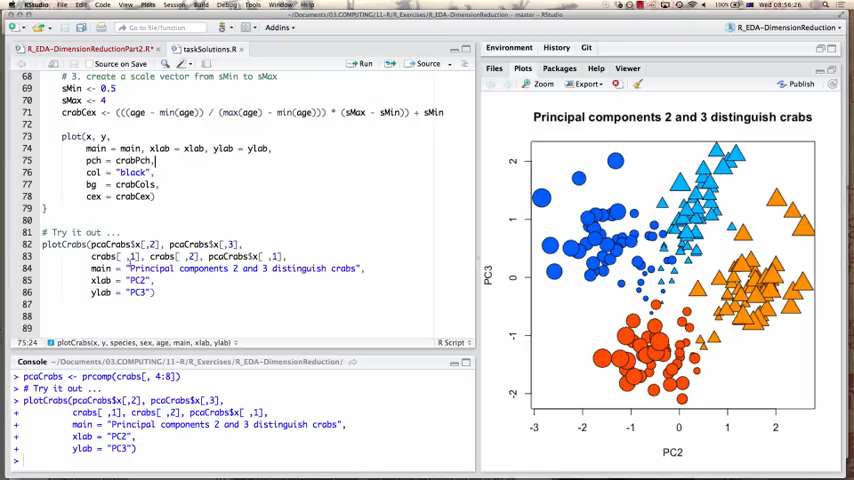 RStudio File Edit Code View Plots Session Build Debug Tools Window Help
08:56:26
~/Documents/03.COMPUTING/11-R/R_Exercises/R_EDA-DimensionReduction - master - RStudio
Go to file/function
Addins
R_EDA-DimensionReduction
R_EDA-DimensionReductionPart2.R*
taskSolutions.R
Source on Save
Run
Source
68 # 3. create a scale vector from sMin to sMax
69 sMin <- 0.5
70 sMax <- 4
71 crabCex <- (((age - min(age)) / (max(age) - min(age))) * (sMax - sMin)) + sMin
72
73 plot(x, y,
74 main = main, xlab = xlab, ylab = ylab,
75 pch = crabPch,
76 col = "black",
77 bg = crabCols,
78 cex = crabCex)
79 }
80
81 # Try it out ...
82 plotCrabs(pcaCrabs$x[,2], pcaCrabs$x[,3],
83 crabs[ ,1], crabs[ ,2], pcaCrabs$x[ ,1],
84 main = "Principal components 2 and 3 distinguish crabs",
85 xlab = "PC2",
86 ylab = "PC3")
87
88
89
75:24 plotCrabs(x, y, species, sex, age, main, xlab, ylab)
R Script
Console ~/Documents/03.COMPUTING/11-R/R_Exercises/R_EDA-DimensionReduction/
> pcaCrabs <- prcomp(crabs[, 4:8])
> # Try it out ...
> plotCrabs(pcaCrabs$x[,2], pcaCrabs$x[,3],
+ crabs[ ,1], crabs[ ,2], pcaCrabs$x[ ,1],
+ main = "Principal components 2 and 3 distinguish crabs",
+ xlab = "PC2",
+ ylab = "PC3")
>
Environment History
Files Plots Packages Help Viewer
Zoom Export Publish
Principal components 2 and 3 distinguish crabs
2
1
0
-1
-2
PC3
-3 -2 -1 0 1 2
PC2